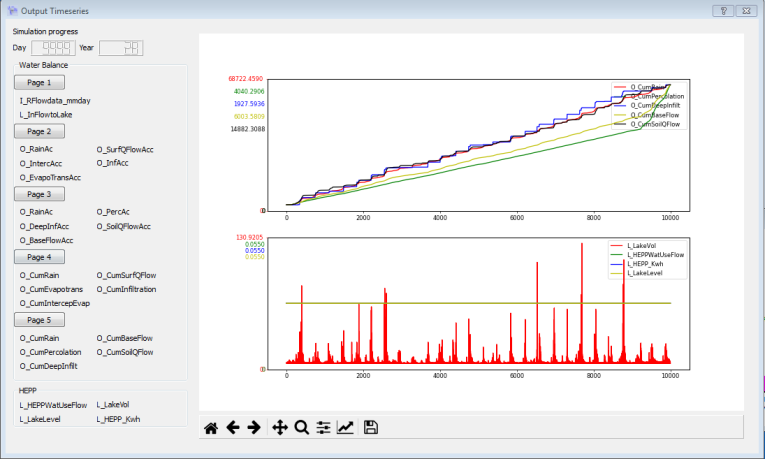 Output Timeseries
Simulation progress
Day 9999 Year 28
Water Balance
Page 1
I_RFlowdata_mmday
L_InFlowtoLake
Page 2
O_RainAc O_SurfQFlowAcc
O_IntercAcc O_InfAcc
O_EvapoTransAcc
Page 3
O_RainAc O_PercAc
O_DeepInfAcc O_SoilQFlowAcc
O_BaseFlowAcc
Page 4
O_CumRain O_CumSurfQFlow
O_CumEvapotrans O_CumInfiltration
O_CumIntercepEvap
Page 5
O_CumRain O_CumBaseFlow
O_CumPercolation O_CumSoilQFlow
O_CumDeepInfilt
HEPP
L_HEPPWatUseFlow L_LakeVol
L_LakeLevel L_HEPP_Kwh
68722.4590
4040.2906
1927.5936
6003.5809
14882.3088
0
O_CumRain
O_CumPercolation
O_CumDeepInfilt
O_CumBaseFlow
O_CumSoilQFlow
0 2000 4000 6000 8000 10000
130.9205
0.0550
0.0550
0.0550
0
L_LakeVol
L_HEPPWatUseFlow
L_HEPP_Kwh
L_LakeLevel
0 2000 4000 6000 8000 10000